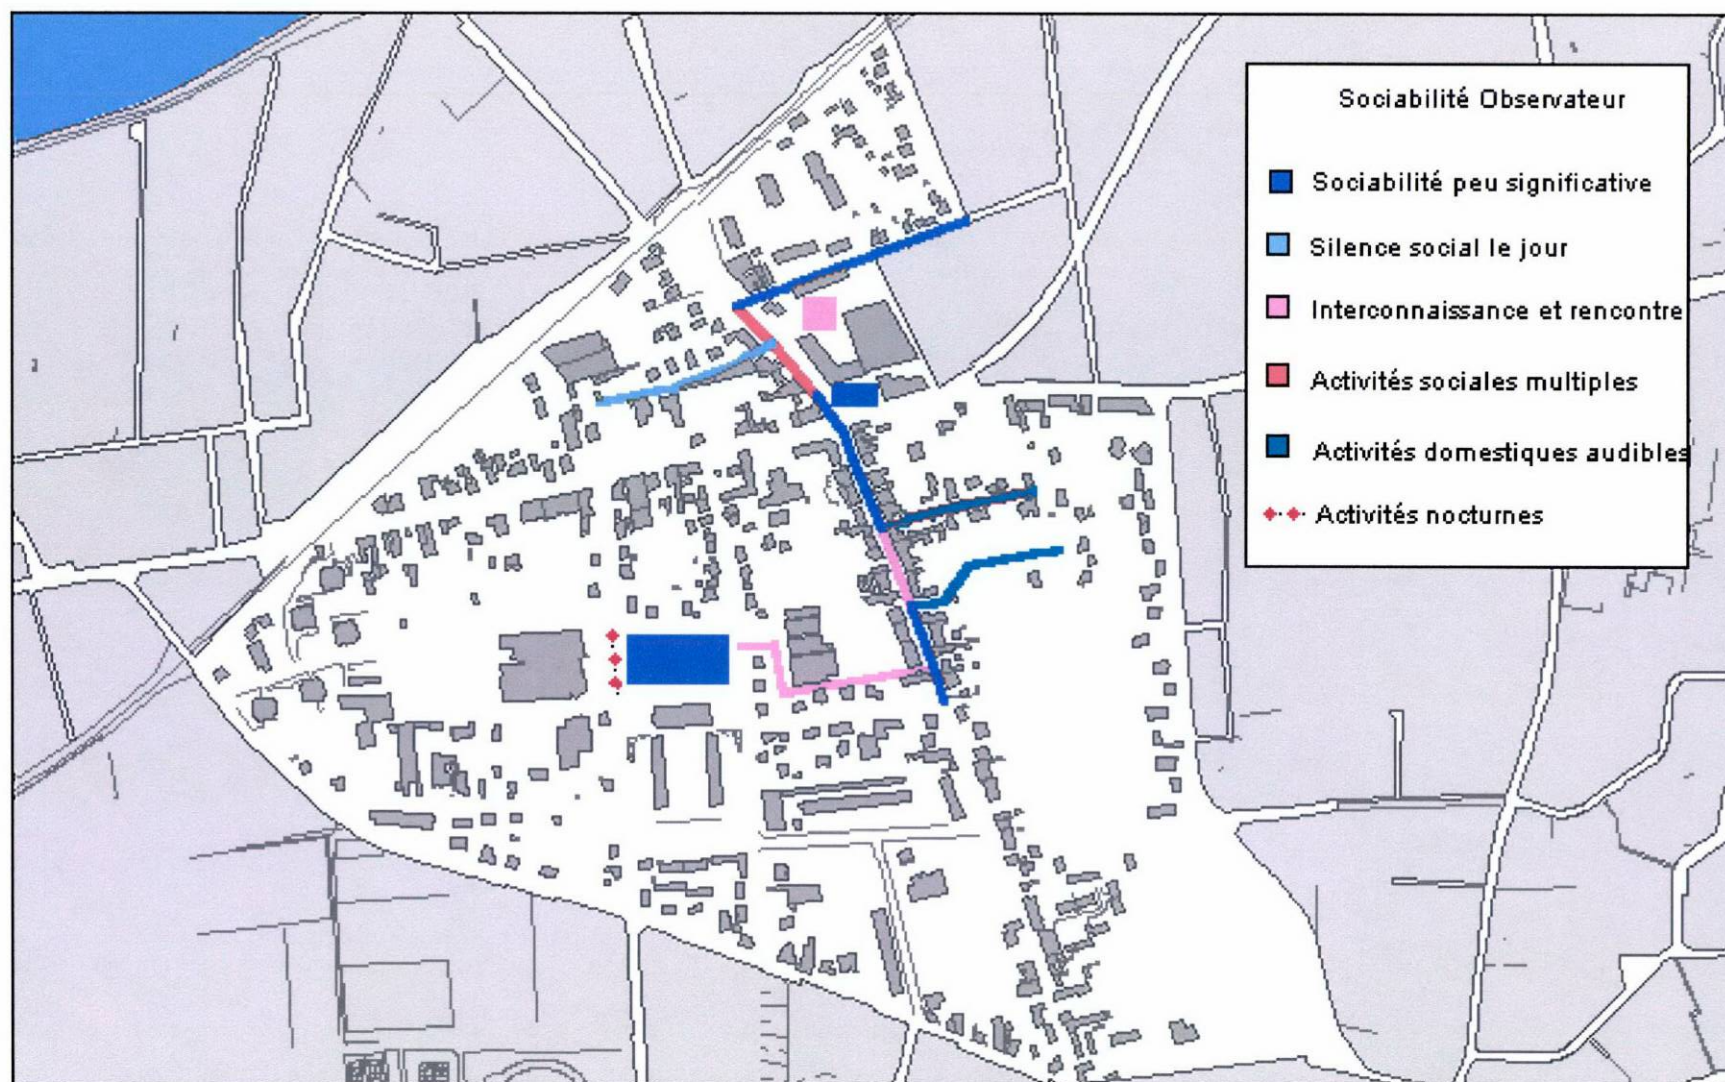 Sociabilité Observateur
Sociabilité peu significative
Silence social le jour
Interconnaissance et rencontre
Activités sociales multiples
Activités domestiques audibles
Activités nocturnes